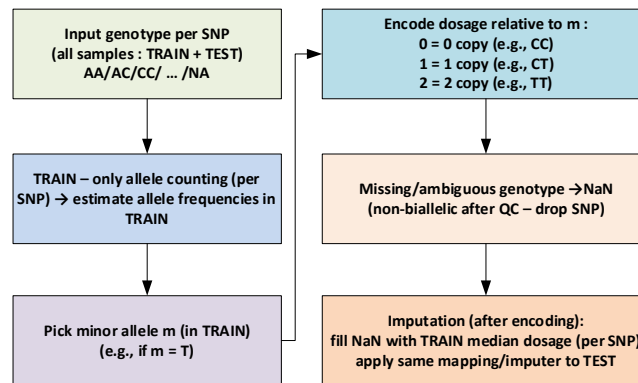 Input genotype per SNP
(all samples : TRAIN + TEST)
AA/AC/CC/ … /NA
TRAIN – only allele counting (per
SNP) → estimate allele frequencies in
TRAIN
Pick minor allele m (in TRAIN)
(e.g., if m = T)
Encode dosage relative to m :
0 = 0 copy (e.g., CC)
1 = 1 copy (e.g., CT)
2 = 2 copy (e.g., TT)
Missing/ambiguous genotype →NaN
(non-biallelic after QC – drop SNP)
Imputation (after encoding):
fill NaN with TRAIN median dosage (per SNP)
apply same mapping/imputer to TEST